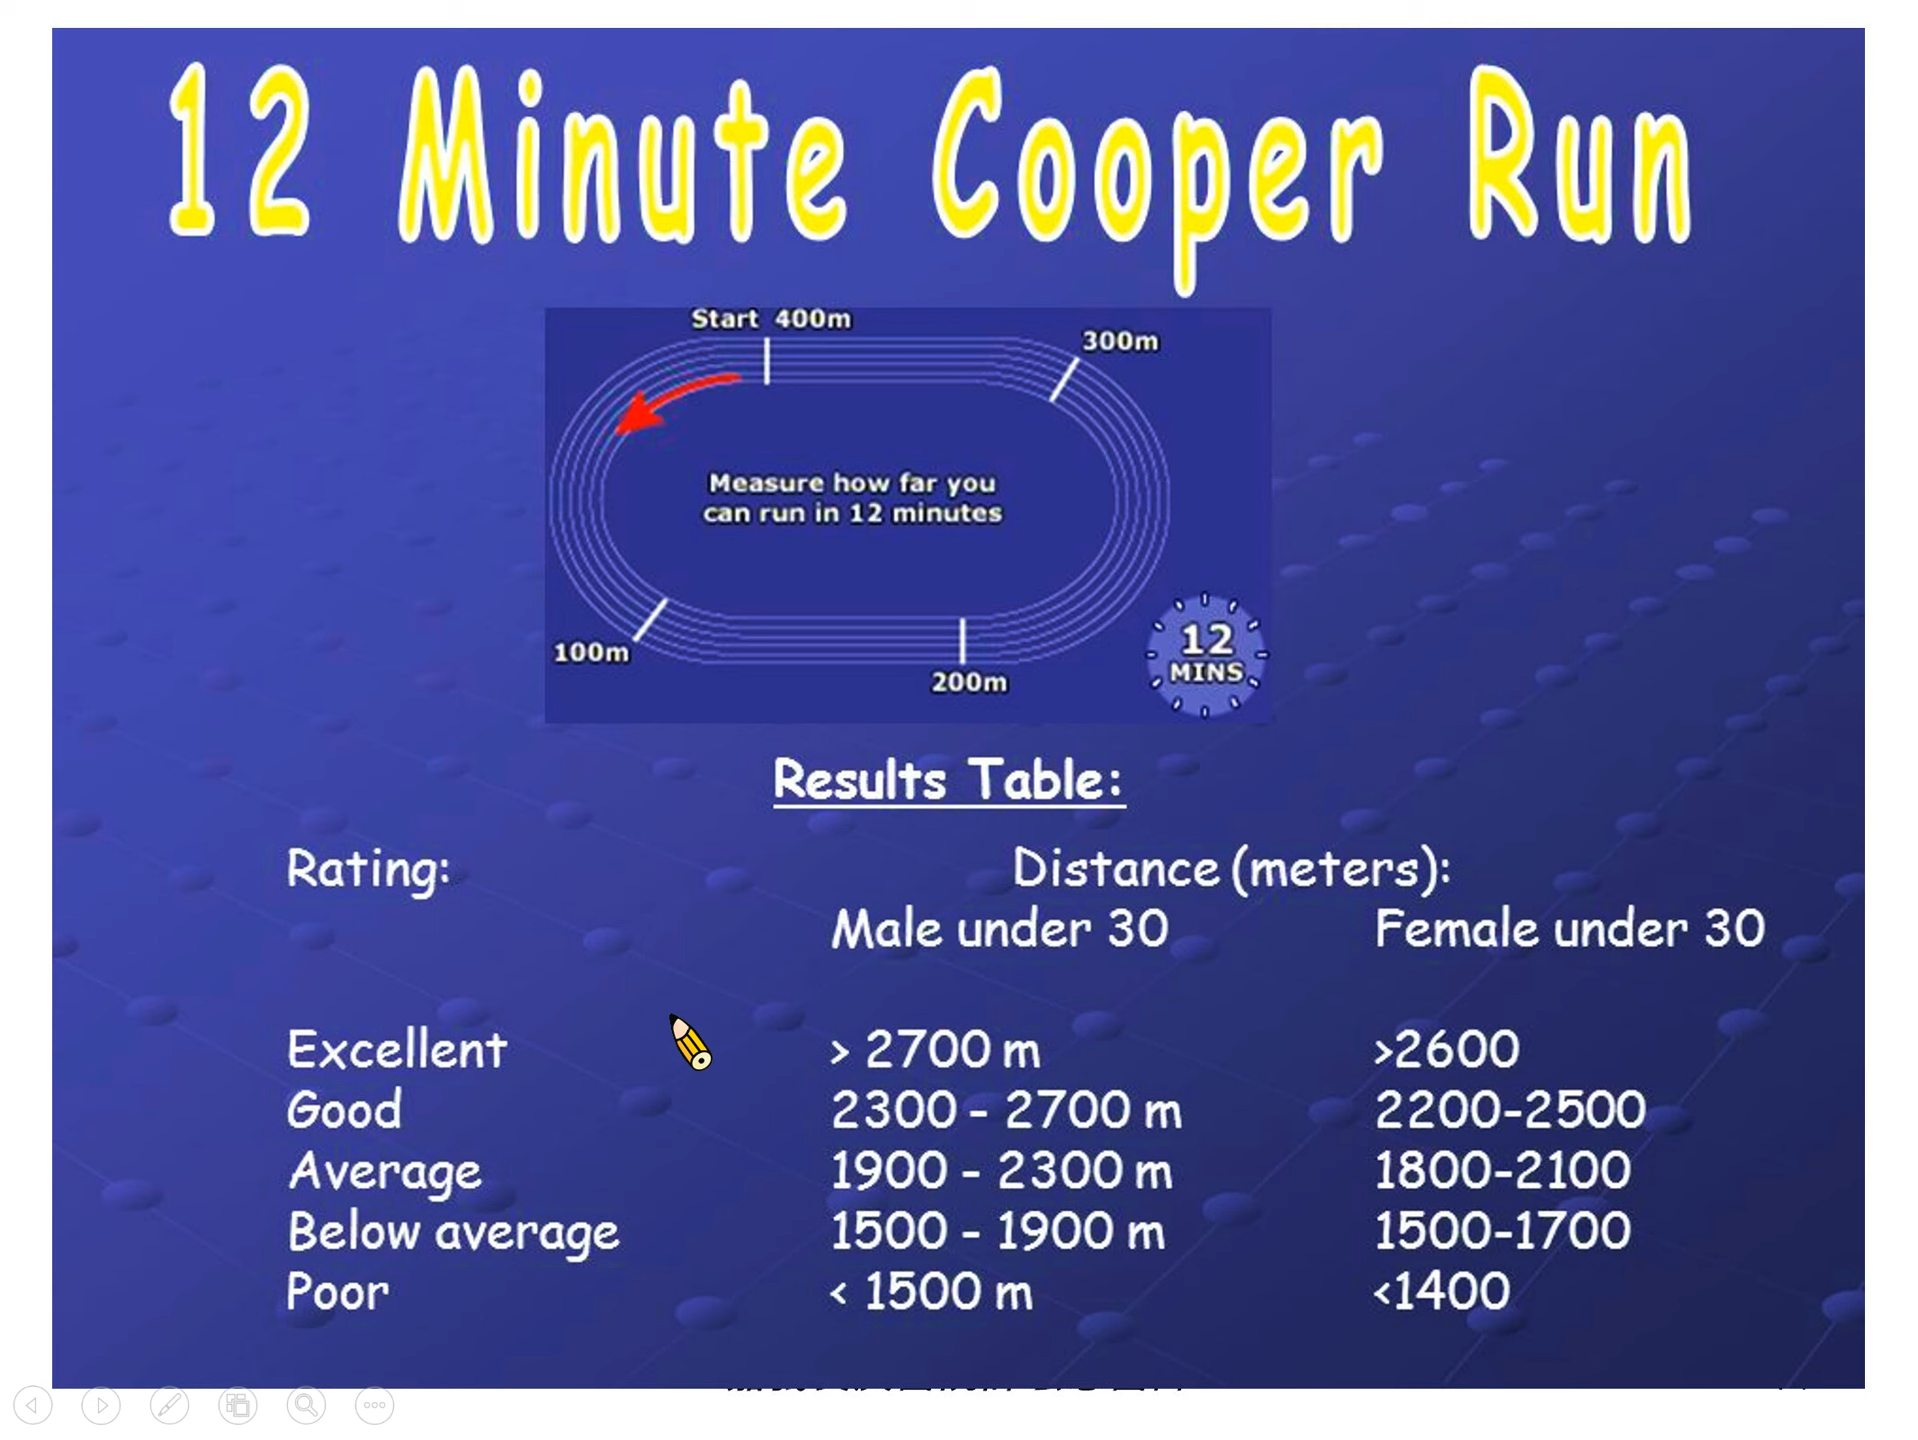 12 Minute Cooper Run
Start 400m
300m
Measure how far you
can run in 12 minutes
100m
200m
12
MINS
Results Table:
Rating: Distance (meters):
Male under 30 Female under 30
Excellent > 2700 m >2600
Good 2300 - 2700 m 2200-2500
Average 1900 - 2300 m 1800-2100
Below average 1500 - 1900 m 1500-1700
Poor < 1500 m <1400